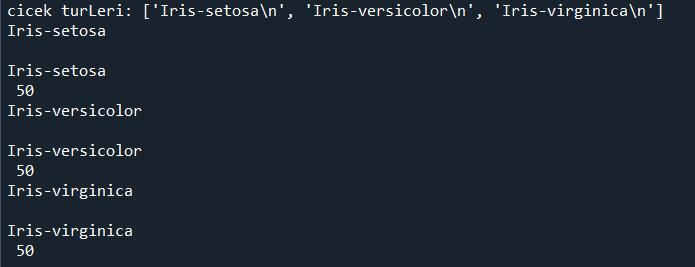 cicek turLeri: ['Iris-setosa\n', 'Iris-versicolor\n', 'Iris-virginica\n']
Iris-setosa
Iris-setosa
50
Iris-versicolor
Iris-versicolor
50
Iris-virginica
Iris-virginica
50